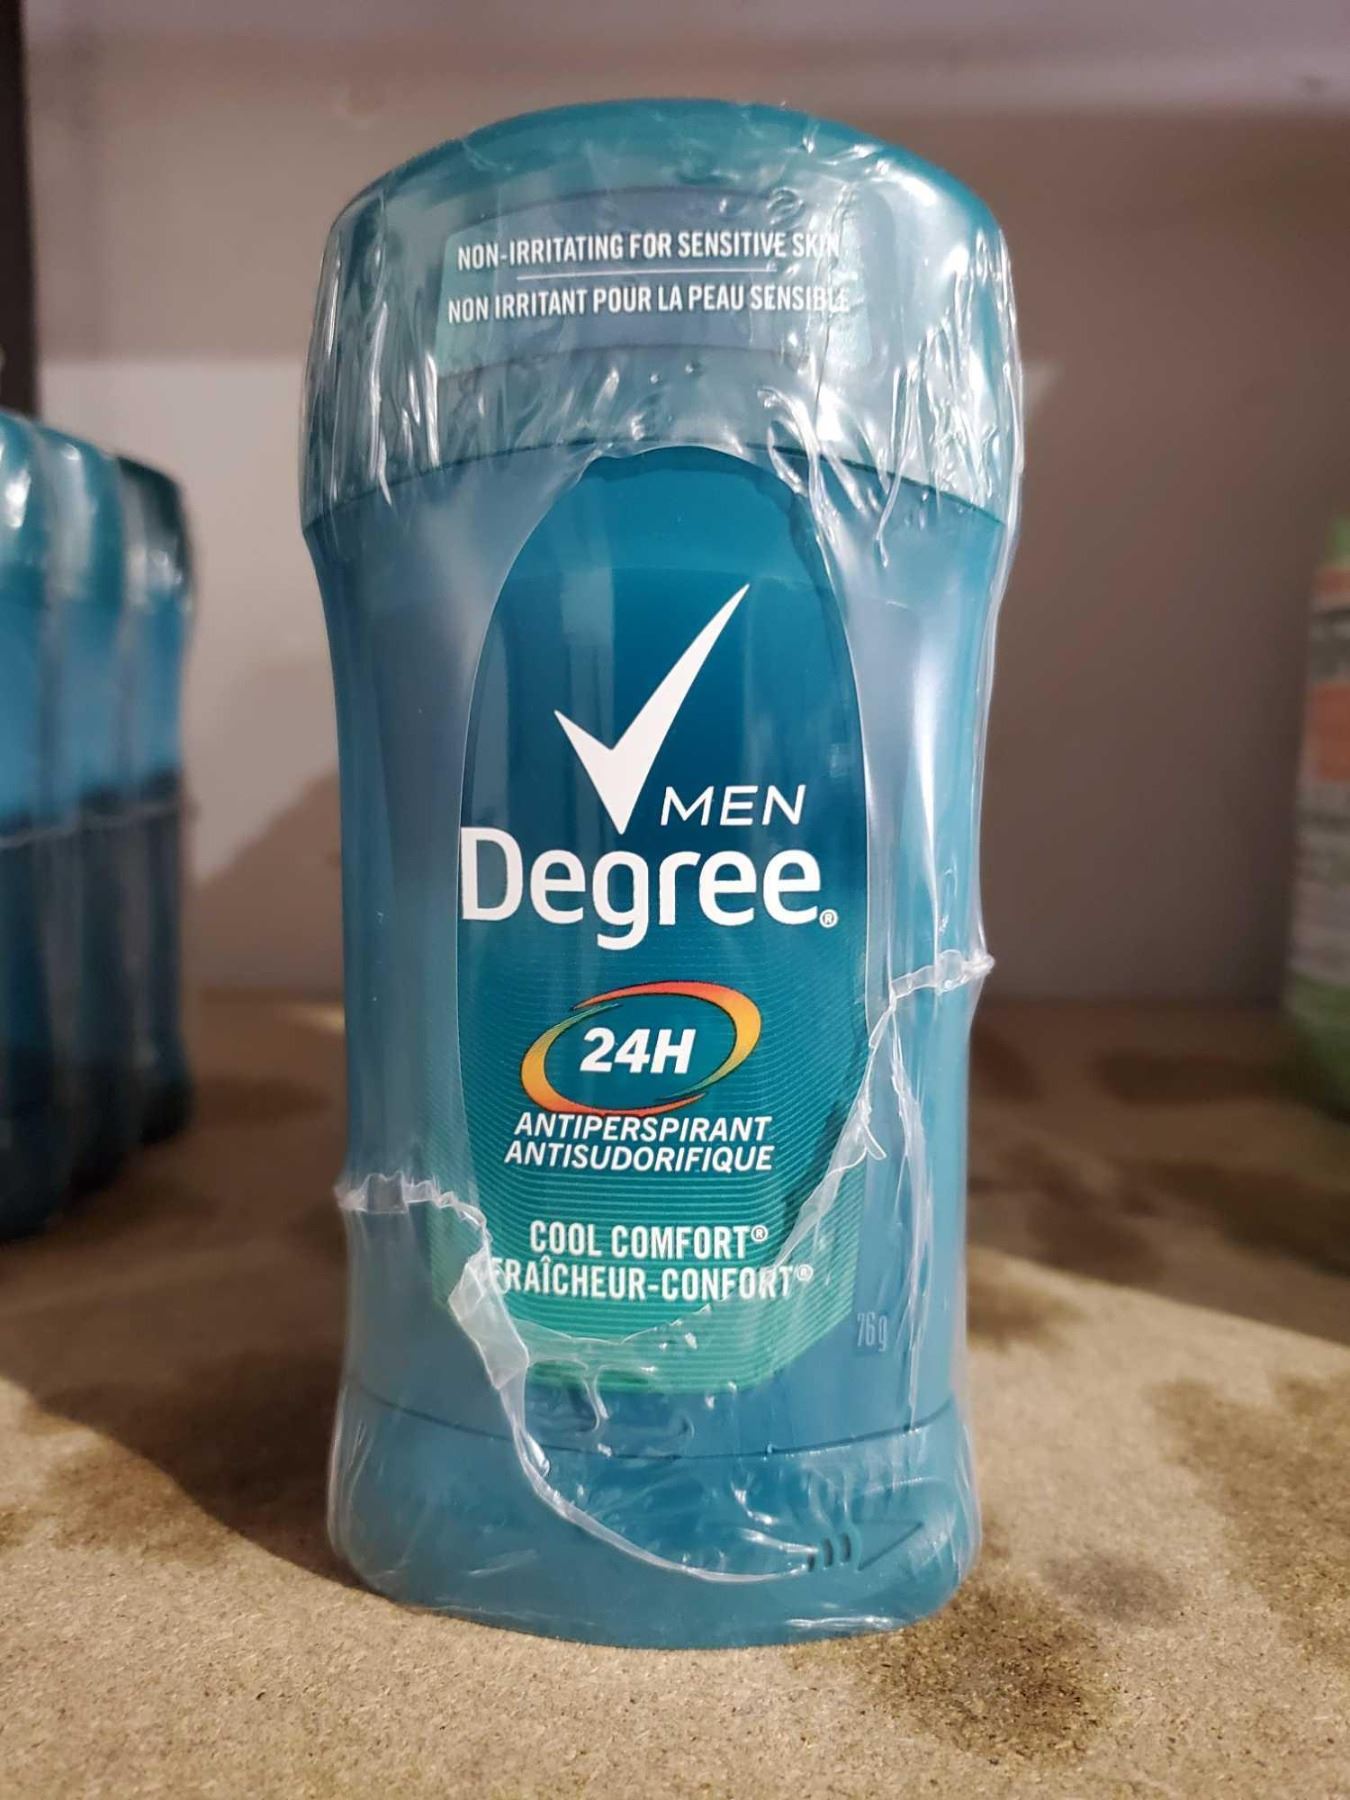 NON-IRRITATING FOR SENSITIVE SKIN
NON IRRITANT POUR LA PEAU SENSIBLE
MEN
Degree®
24H
ANTIPERSPIRANT
ANTISUDORIFIQUE
COOL COMFORT®
FRAÎCHEUR-CONFORT®
76g